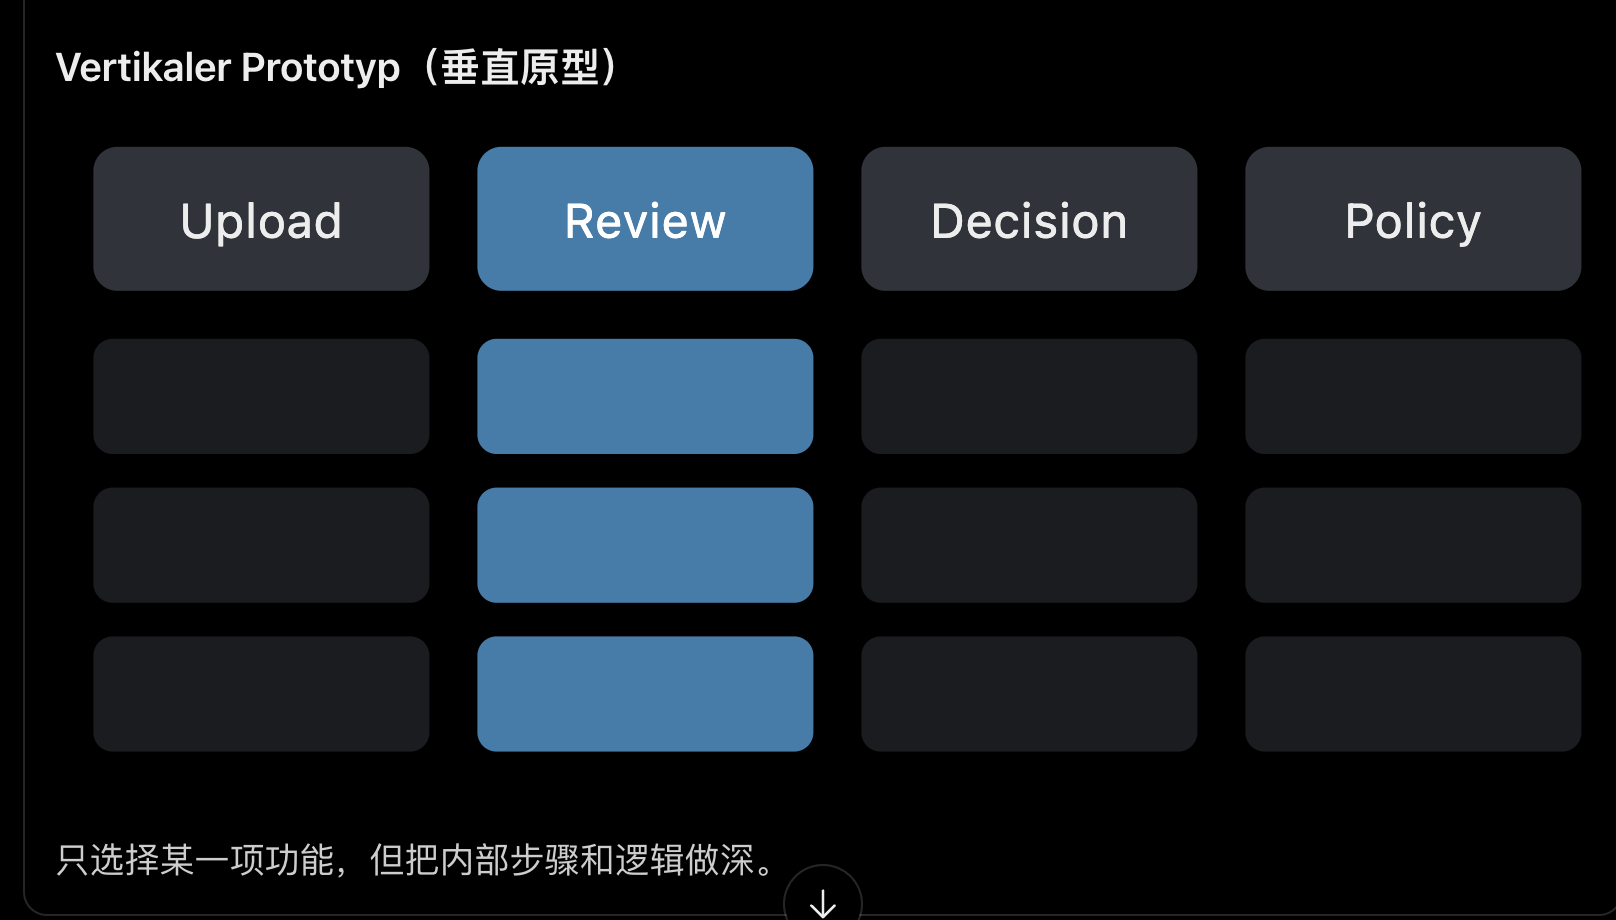 Vertikaler Prototyp（垂直原型）
Upload
Review
Decision
Policy
只选择某一项功能，但把内部步骤和逻辑做深。